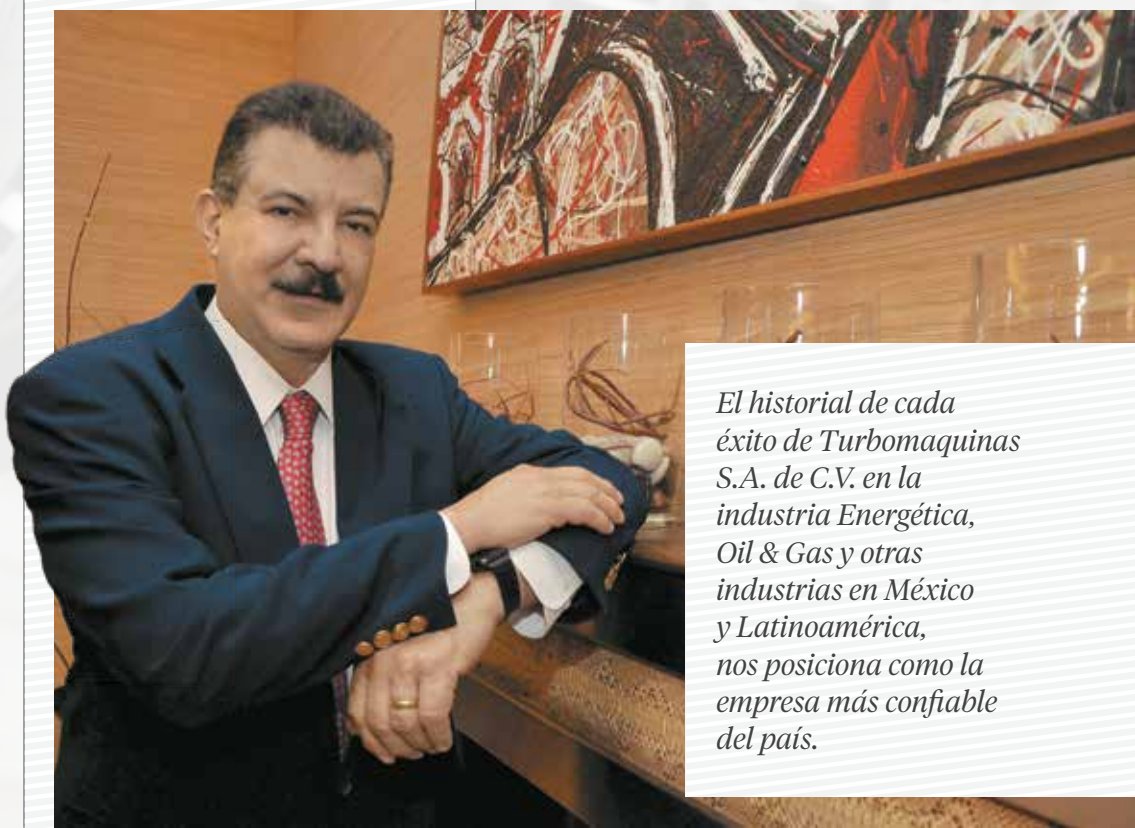 El historial de cada
éxito de Turbomaquinas
S.A. de C.V. en la
industria Energética,
Oil & Gas y otras
industrias en México
y Latinoamérica,
nos posiciona como la
empresa más confiable
del país.